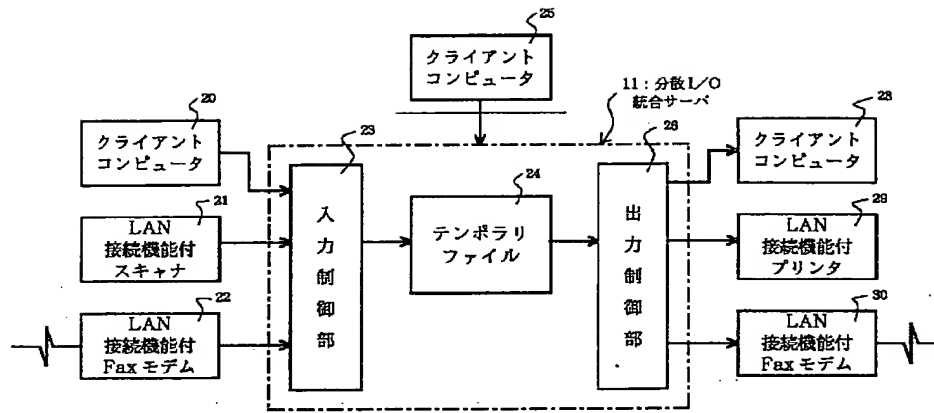 25
クライアント
コンピュータ
11：分散I／O
統合サーバ
20
クライアント
コンピュータ
23
入力制御部
24
テンポラリ
ファイル
26
出力制御部
28
クライアント
コンピュータ
21
LAN
接続機能付
スキャナ
29
LAN
接続機能付
プリンタ
22
LAN
接続機能付
Faxモデム
30
LAN
接続機能付
Faxモデム